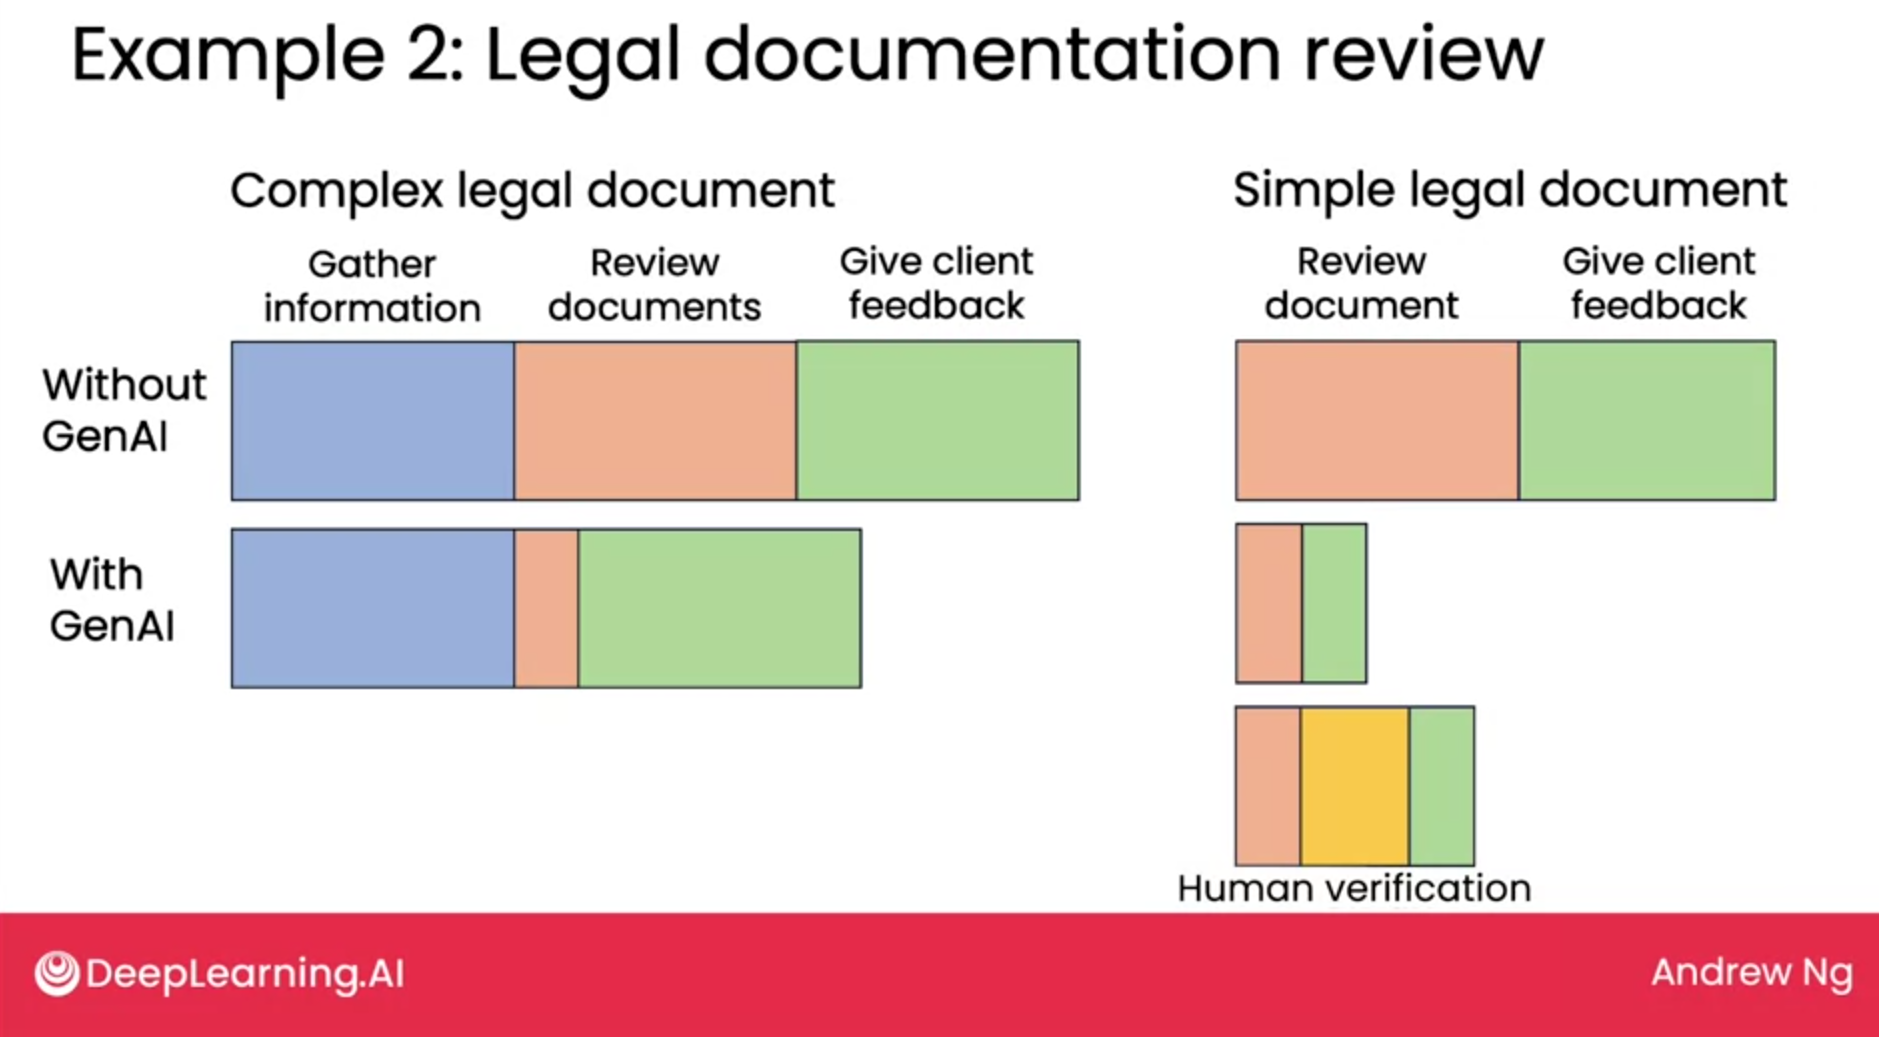 Example 2: Legal documentation review
Complex legal document
Gather
information
Review
documents
Give client
feedback
Simple legal document
Review
document
Give client
feedback
Without
GenAI
With
GenAI
Human verification
DeepLearning.AI
Andrew Ng